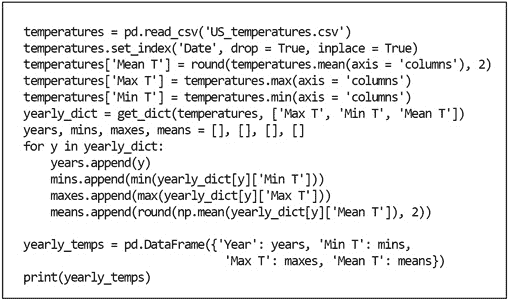 temperatures = pd.read_csv('US_temperatures.csv')
temperatures.set_index('Date', drop = True, inplace = True)
temperatures['Mean T'] = round(temperatures.mean(axis = 'columns'), 2)
temperatures['Max T'] = temperatures.max(axis = 'columns')
temperatures['Min T'] = temperatures.min(axis = 'columns')
yearly_dict = get_dict(temperatures, ['Max T', 'Min T', 'Mean T'])
years, mins, maxes, means = [], [], [], []
for y in yearly_dict:
    years.append(y)
    mins.append(min(yearly_dict[y]['Min T']))
    maxes.append(max(yearly_dict[y]['Max T']))
    means.append(round(np.mean(yearly_dict[y]['Mean T']), 2))
yearly_temps = pd.DataFrame({'Year': years, 'Min T': mins,
                             'Max T': maxes, 'Mean T': means})
print(yearly_temps)